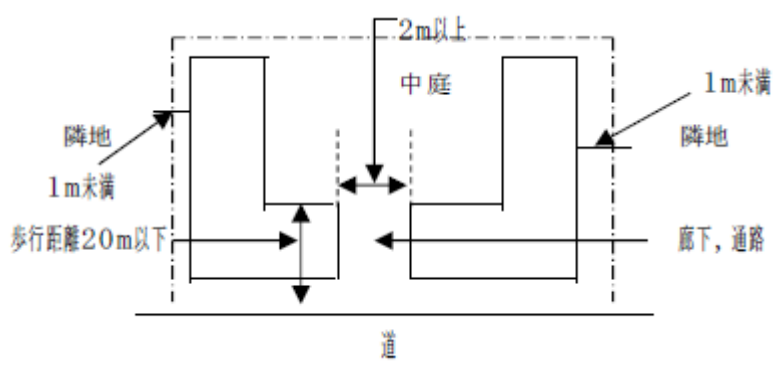 2m以上
中庭
1m未満
隣地
隣地
1m未満
歩行距離20m以下
廊下，通路
道